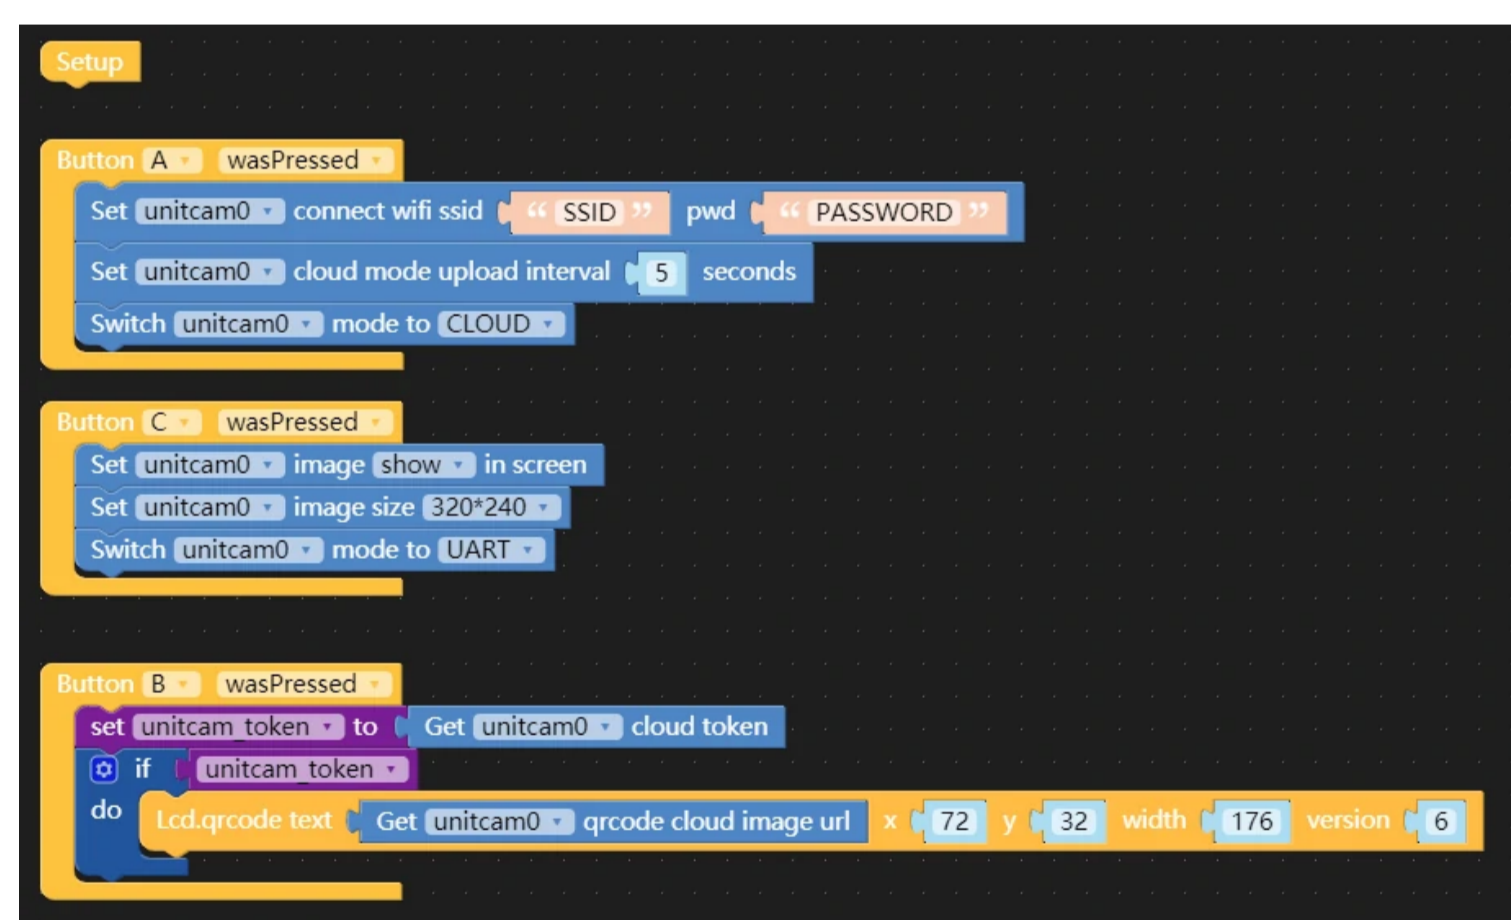 Setup
Button A wasPressed
Set unitcam0 connect wifi ssid “ SSID ” pwd “ PASSWORD ”
Set unitcam0 cloud mode upload interval 5 seconds
Switch unitcam0 mode to CLOUD
Button C wasPressed
Set unitcam0 image show in screen
Set unitcam0 image size 320*240
Switch unitcam0 mode to UART
Button B wasPressed
set unitcam_token to Get unitcam0 cloud token
if unitcam_token
do Lcd.qrcode text Get unitcam0 qrcode cloud image url x 72 y 32 width 176 version 6